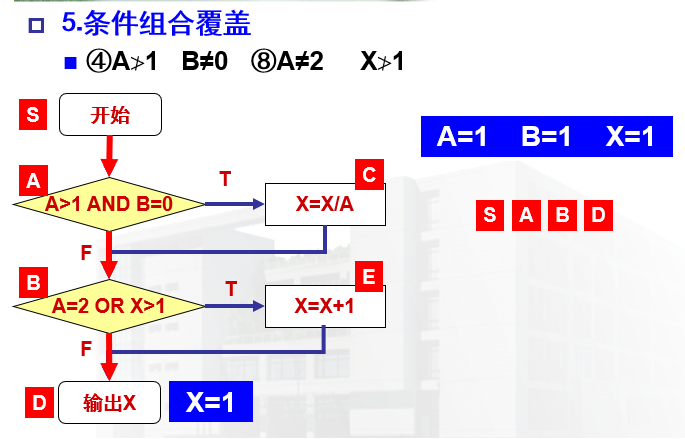 5.条件组合覆盖
④A≯1 B≠0 ⑧A≠2 X≯1
S 开始
A=1 B=1 X=1
A A>1 AND B=0 T C X=X/A
S A B D
F
B A=2 OR X>1 T E X=X+1
F
D 输出X X=1